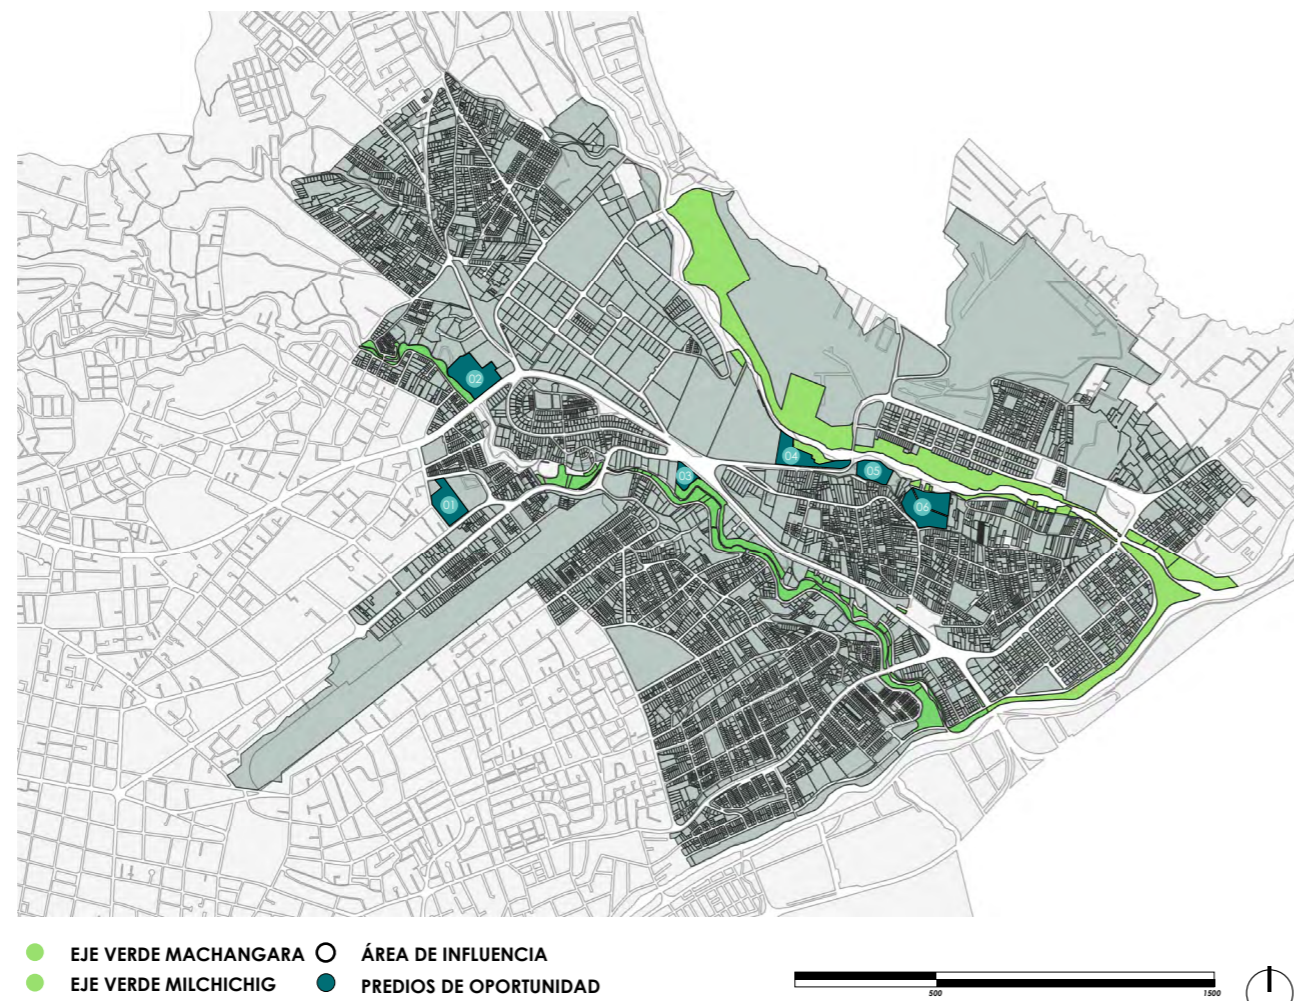 02
04
03
05
01
06
EJE VERDE MACHANGARA
ÁREA DE INFLUENCIA
EJE VERDE MILCHICHIG
PREDIOS DE OPORTUNIDAD
500
1500